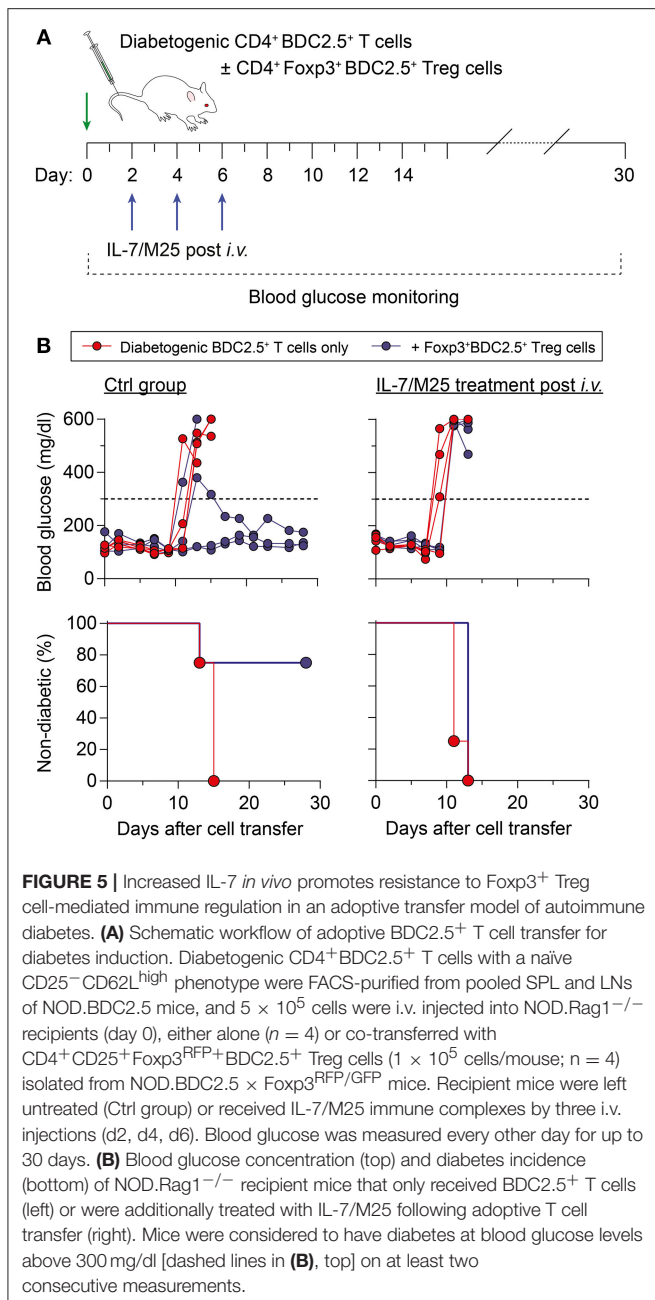 A
Diabetogenic CD4⁺ BDC2.5⁺ T cells
± CD4⁺ Foxp3⁺ BDC2.5⁺ Treg cells
Day: 0 2 4 6 8 10 12 14 30
IL-7/M25 post i.v.
Blood glucose monitoring
B
Diabetogenic BDC2.5⁺ T cells only + Foxp3⁺BDC2.5⁺ Treg cells
Ctrl group IL-7/M25 treatment post i.v.
Blood glucose (mg/dl)
600
400
200
0
Non-diabetic (%)
100
80
60
40
20
0
0 10 20 30 0 10 20 30
Days after cell transfer Days after cell transfer
FIGURE 5 | Increased IL-7 in vivo promotes resistance to Foxp3⁺ Treg
cell-mediated immune regulation in an adoptive transfer model of autoimmune
diabetes. (A) Schematic workflow of adoptive BDC2.5⁺ T cell transfer for
diabetes induction. Diabetogenic CD4⁺BDC2.5⁺ T cells with a naïve
CD25⁻CD62Lʰⁱᵍʰ phenotype were FACS-purified from pooled SPL and LNs
of NOD.BDC2.5 mice, and 5 × 10⁵ cells were i.v. injected into NOD.Rag1⁻/⁻
recipients (day 0), either alone (n = 4) or co-transferred with
CD4⁺CD25⁺Foxp3ᴿᶠᴾ⁺BDC2.5⁺ Treg cells (1 × 10⁵ cells/mouse; n = 4)
isolated from NOD.BDC2.5 × Foxp3ᴿᶠᴾ/ᴳᶠᴾ mice. Recipient mice were left
untreated (Ctrl group) or received IL-7/M25 immune complexes by three i.v.
injections (d2, d4, d6). Blood glucose was measured every other day for up to
30 days. (B) Blood glucose concentration (top) and diabetes incidence
(bottom) of NOD.Rag1⁻/⁻ recipient mice that only received BDC2.5⁺ T cells
(left) or were additionally treated with IL-7/M25 following adoptive T cell
transfer (right). Mice were considered to have diabetes at blood glucose levels
above 300 mg/dl [dashed lines in (B), top] on at least two
consecutive measurements.